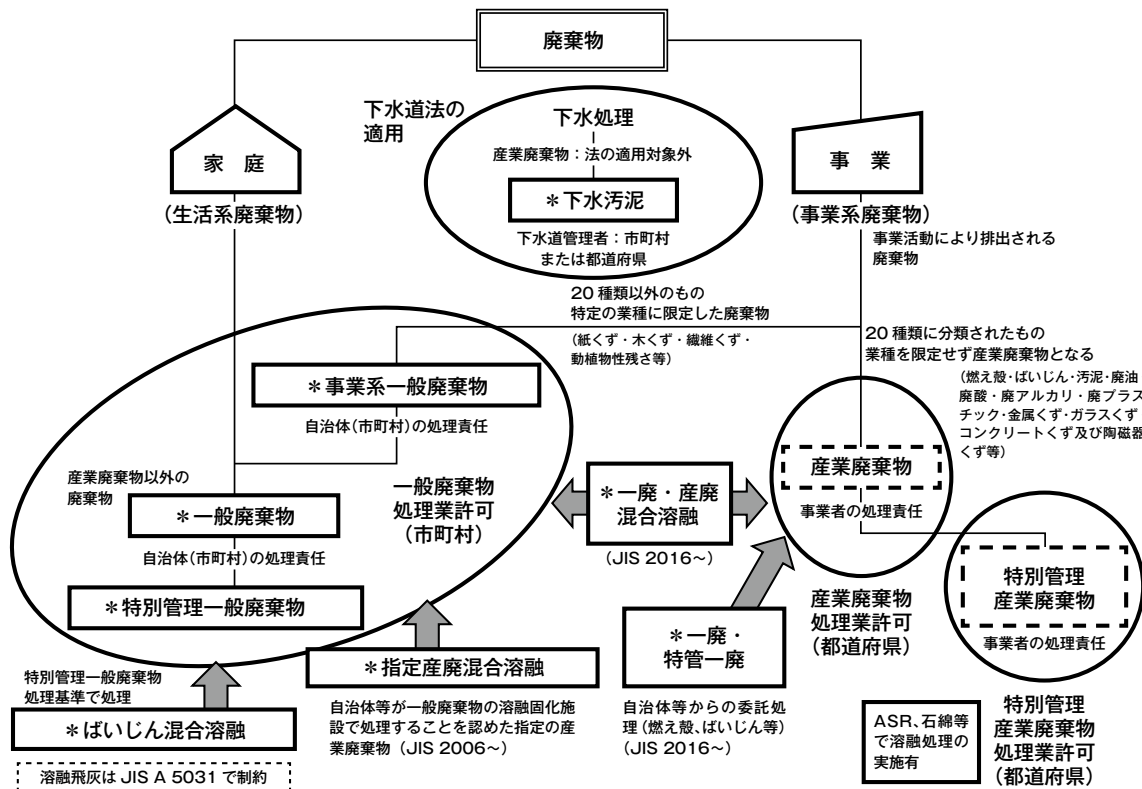 廃棄物
下水道法の
適用
下水処理
産業廃棄物：法の適用対象外
＊下水汚泥
下水道管理者：市町村
または都道府県
家　庭
（生活系廃棄物）
事　業
（事業系廃棄物）
事業活動により排出される
廃棄物
20 種類以外のもの
特定の業種に限定した廃棄物
（紙くず・木くず・繊維くず・
動植物性残さ等）
20 種類に分類されたもの
業種を限定せず産業廃棄物となる
（燃え殻・ばいじん・汚泥・廃油
廃酸・廃アルカリ・廃プラス
チック・金属くず・ガラスくず
コンクリートくず及び陶磁器
くず等）
＊事業系一般廃棄物
自治体（市町村）の処理責任
産業廃棄物以外の
廃棄物
＊一般廃棄物
自治体（市町村）の処理責任
＊特別管理一般廃棄物
一般廃棄物
処理業許可
（市町村）
＊一廃・産廃
混合溶融
（JIS 2016～）
産業廃棄物
事業者の処理責任
産業廃棄物
処理業許可
（都道府県）
特別管理
産業廃棄物
事業者の処理責任
特別管理
産業廃棄物
処理業許可
（都道府県）
特別管理一般廃棄物
処理基準で処理
＊ばいじん混合溶融
溶融飛灰は JIS A 5031 で制約
＊指定産廃混合溶融
自治体等が一般廃棄物の溶融固化施
設で処理することを認めた指定の産
業廃棄物（JIS 2006～）
＊一廃・
特管一廃
自治体等からの委託処
理（燃え殻、ばいじん等）
（JIS 2016～）
ASR、石綿等
で溶融処理の
実施有